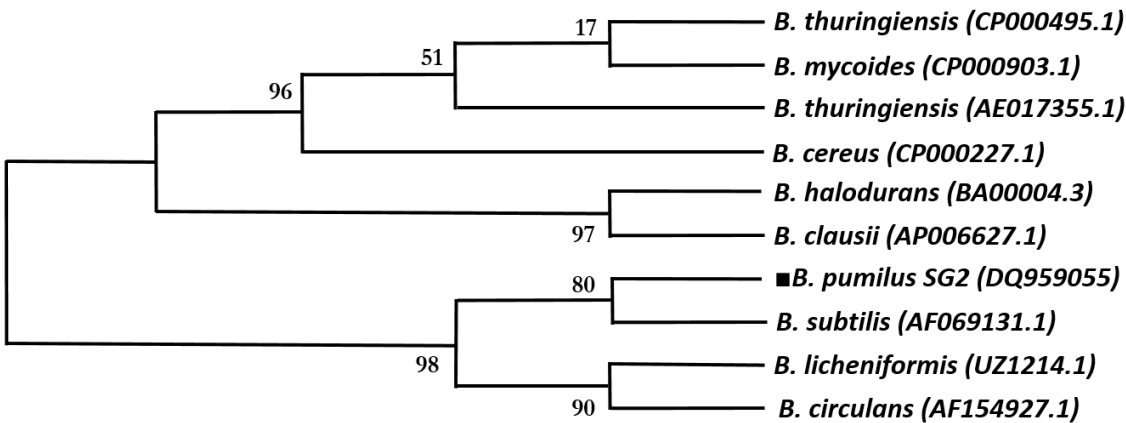 17
B. thuringiensis (CP000495.1)
51
B. mycoides (CP000903.1)
96
B. thuringiensis (AE017355.1)
B. cereus (CP000227.1)
B. halodurans (BA00004.3)
97
B. clausii (AP006627.1)
80
■B. pumilus SG2 (DQ959055)
B. subtilis (AF069131.1)
98
B. licheniformis (UZ1214.1)
90
B. circulans (AF154927.1)